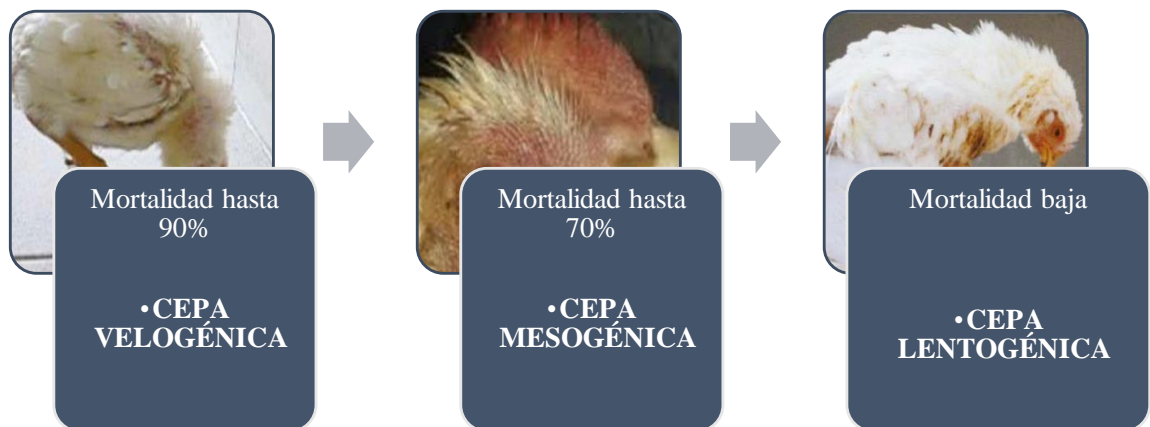 Mortalidad hasta
90%
•CEPA
VELOGÉNICA
Mortalidad hasta
70%
•CEPA
MESOGÉNICA
Mortalidad baja
•CEPA
LENTOGÉNICA